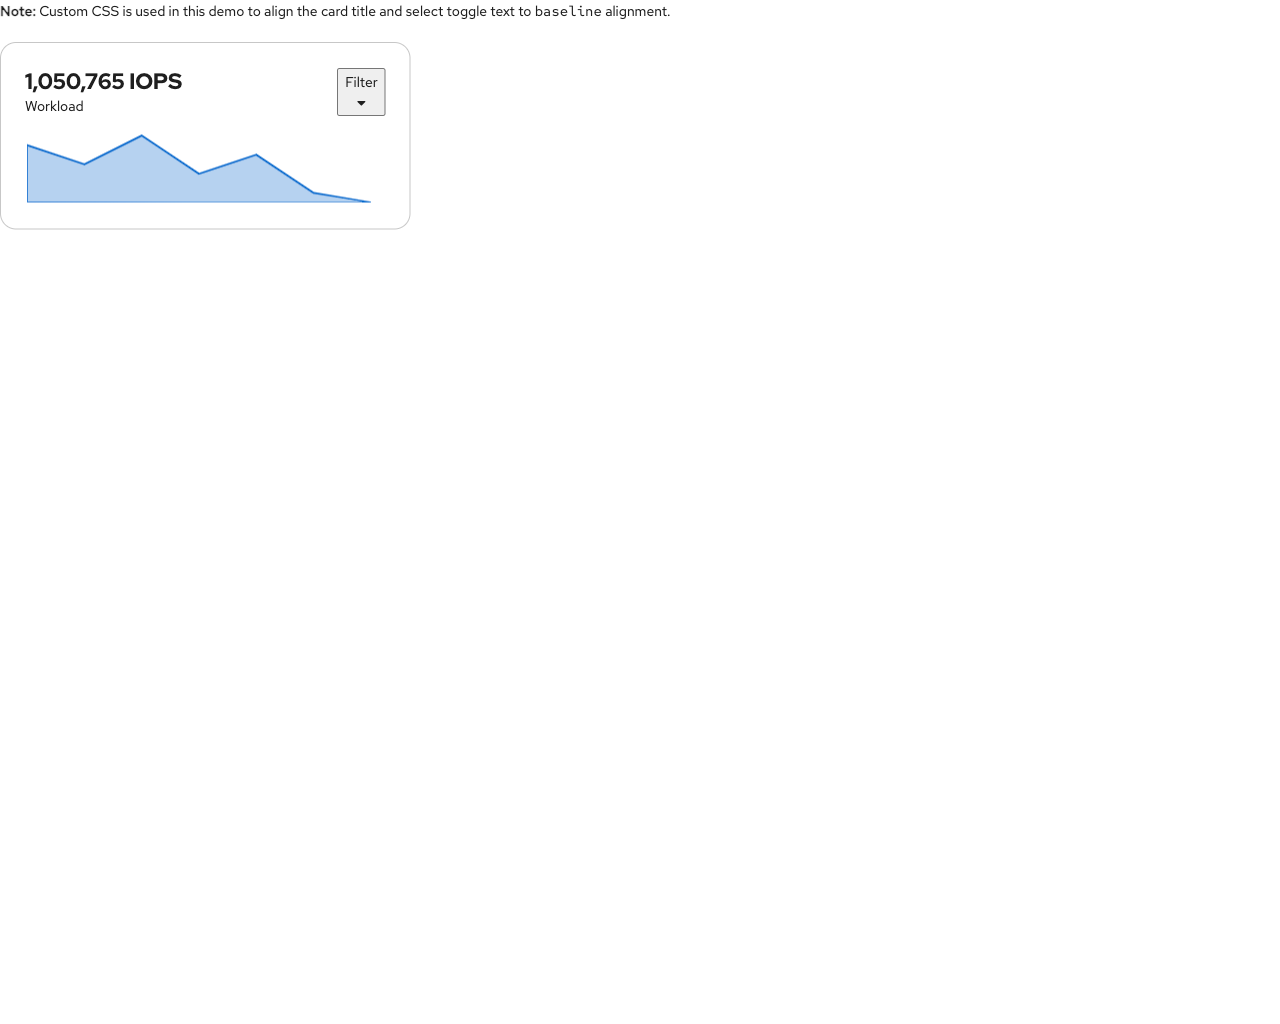 Note: Custom CSS is used in this demo to align the card title and select toggle text to baseline alignment.
1,050,765 IOPS
Workload
Filter